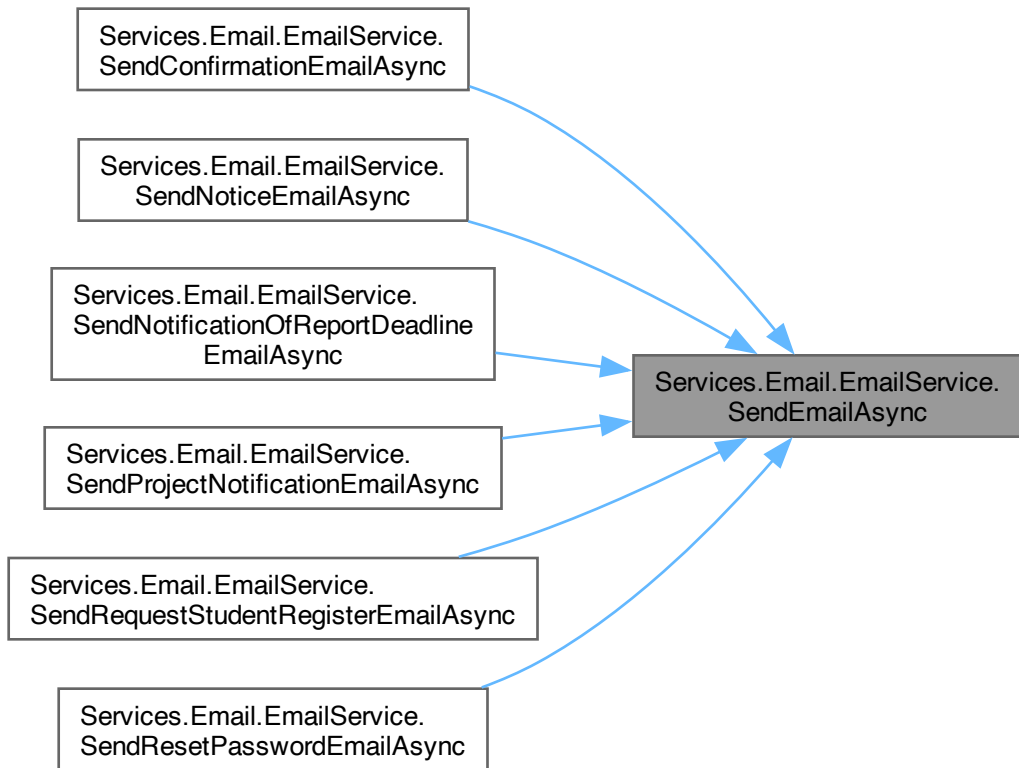 Services.Email.EmailService.
SendConfirmationEmailAsync
Services.Email.EmailService.
SendNoticeEmailAsync
Services.Email.EmailService.
SendNotificationOfReportDeadline
EmailAsync
Services.Email.EmailService.
SendEmailAsync
Services.Email.EmailService.
SendProjectNotificationEmailAsync
Services.Email.EmailService.
SendRequestStudentRegisterEmailAsync
Services.Email.EmailService.
SendResetPasswordEmailAsync